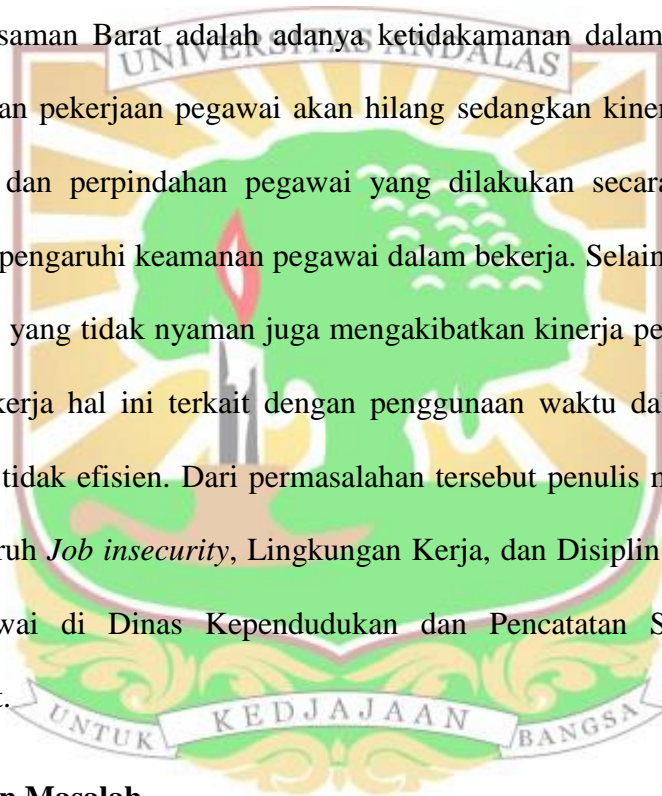 saman Barat adalah adanya ketidakamanan dalam
UNIVERSITAS ANDALAS
an pekerjaan pegawai akan hilang sedangkan kiner
dan perpindahan pegawai yang dilakukan secara
pengaruhi keamanan pegawai dalam bekerja. Selain
yang tidak nyaman juga mengakibatkan kinerja pe
kerja hal ini terkait dengan penggunaan waktu da
tidak efisien. Dari permasalahan tersebut penulis
ruh Job insecurity, Lingkungan Kerja, dan Disiplin
wai di Dinas Kependudukan dan Pencatatan S
t.
UNTUK KEDJAJAAN BANGSA
n Masalah